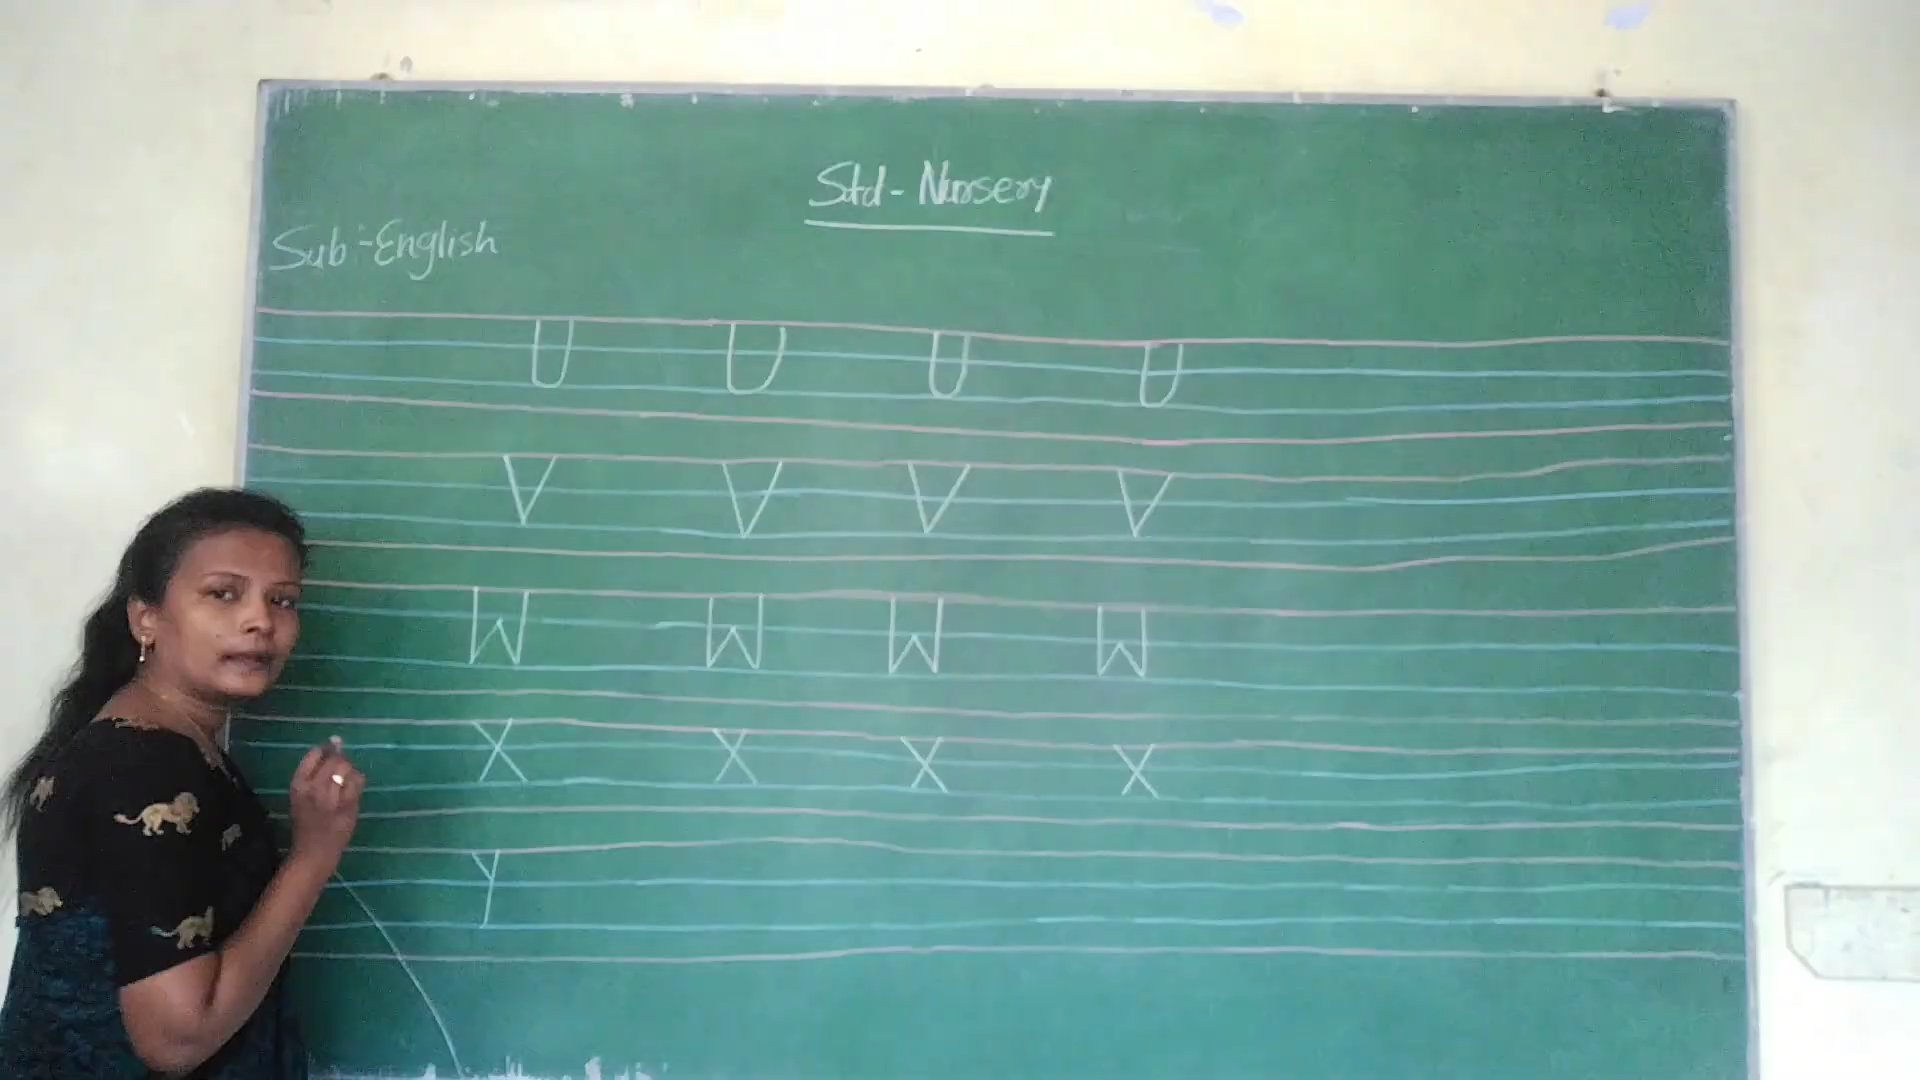 Std - Nursery
Sub :- English
U U U U
V V V V
W W W W
X X X X
Y